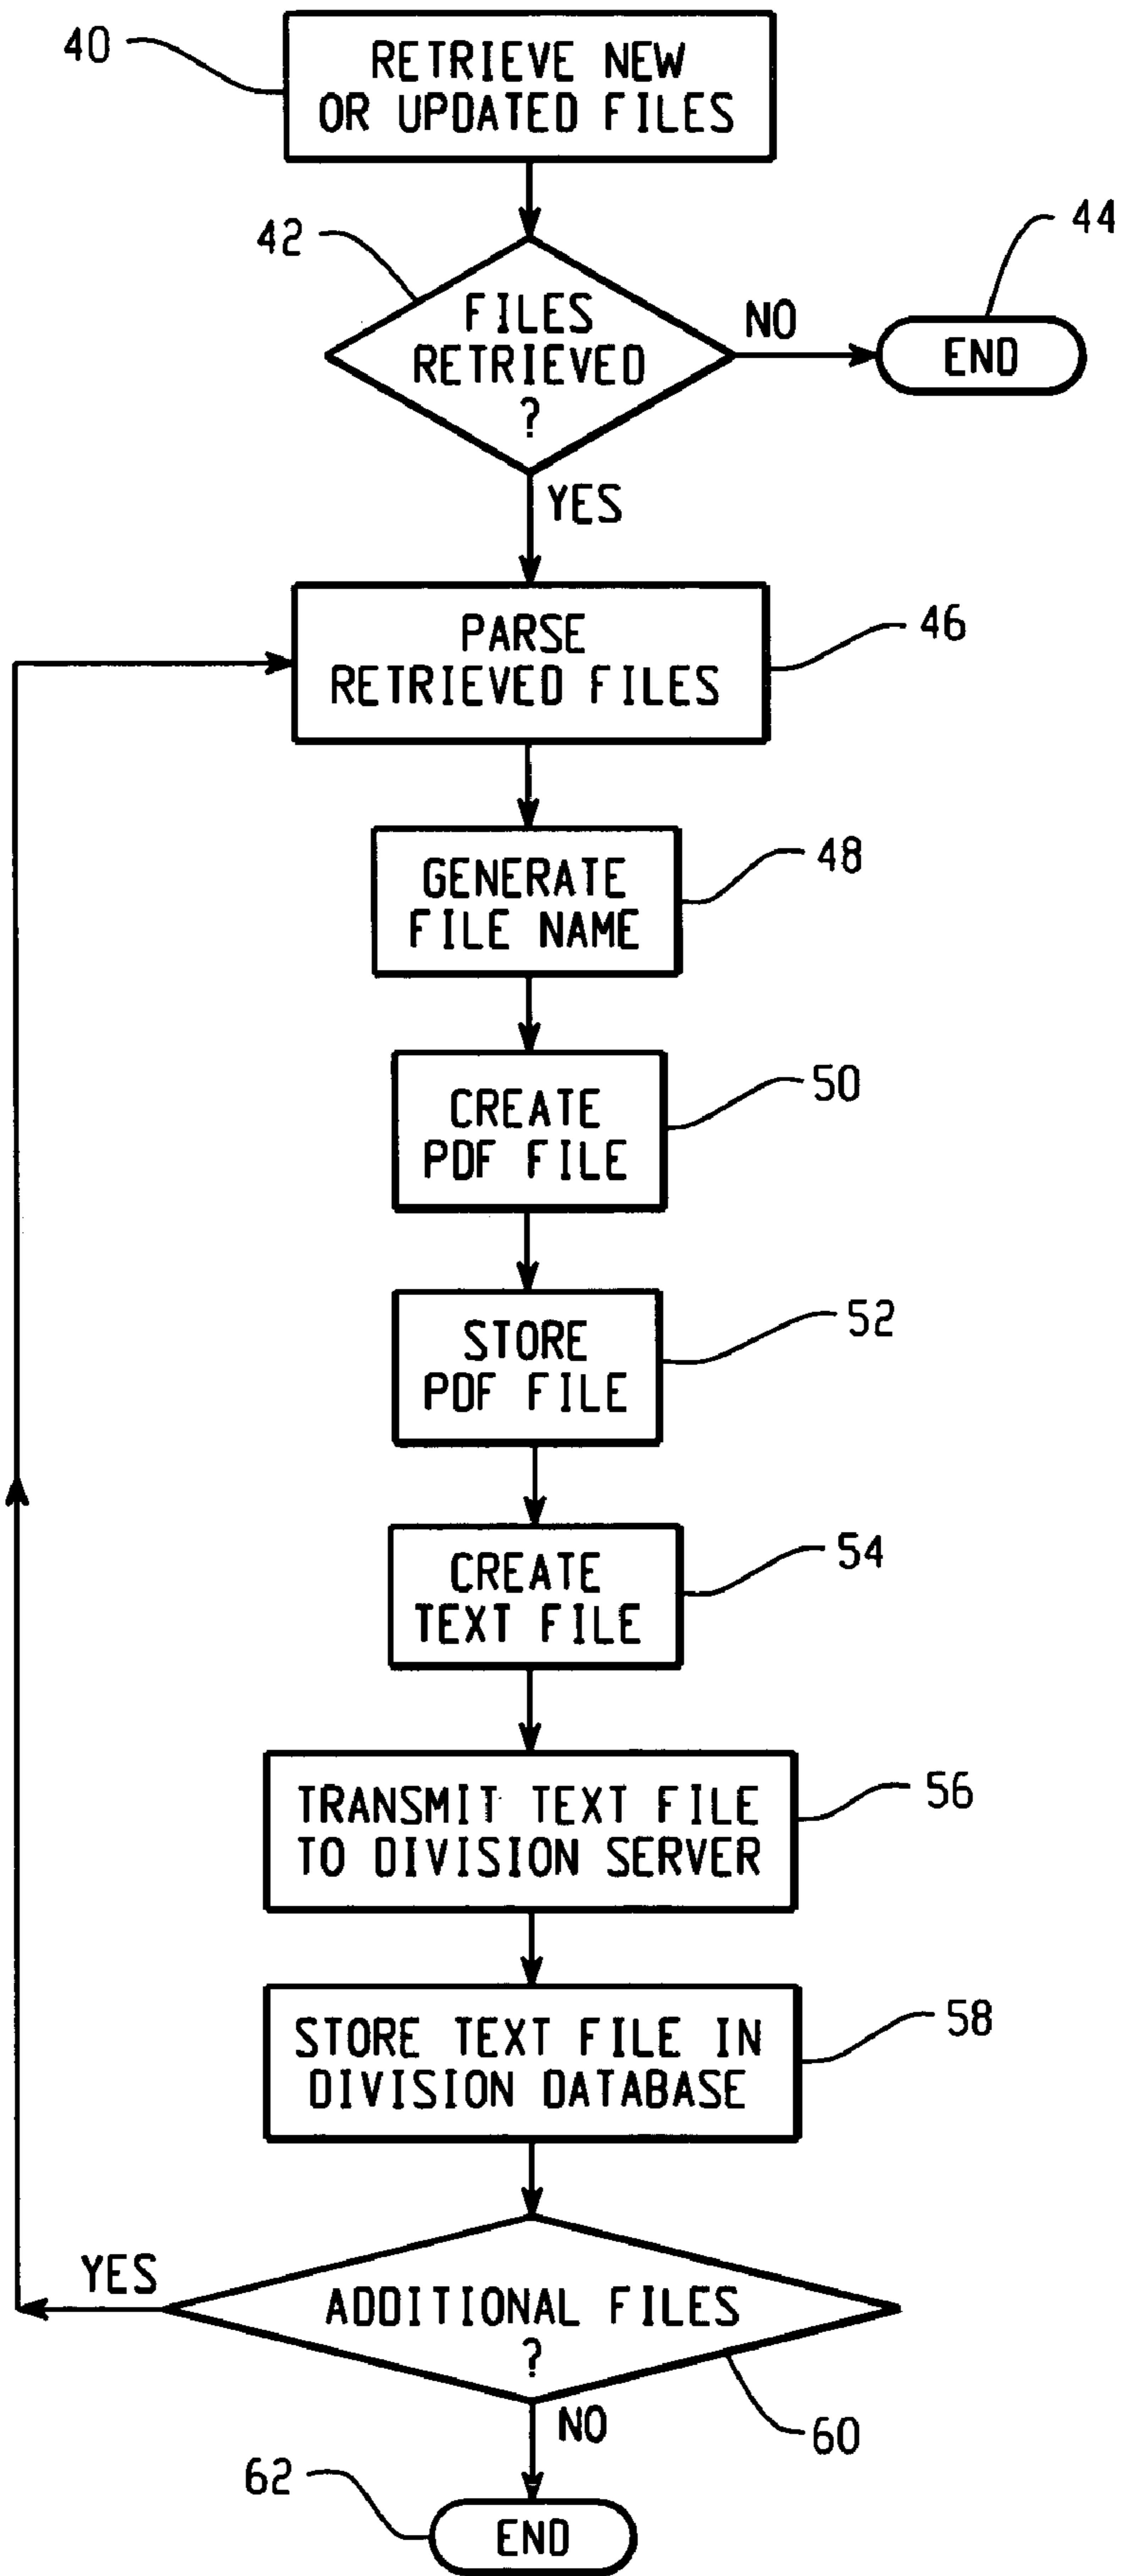 40
RETRIEVE NEW
OR UPDATED FILES
42
FILES
RETRIEVED
?
NO
44
END
YES
PARSE
RETRIEVED FILES
46
GENERATE
FILE NAME
48
CREATE
PDF FILE
50
STORE
PDF FILE
52
CREATE
TEXT FILE
54
TRANSMIT TEXT FILE
TO DIVISION SERVER
56
STORE TEXT FILE IN
DIVISION DATABASE
58
YES
ADDITIONAL FILES
?
60
NO
62
END